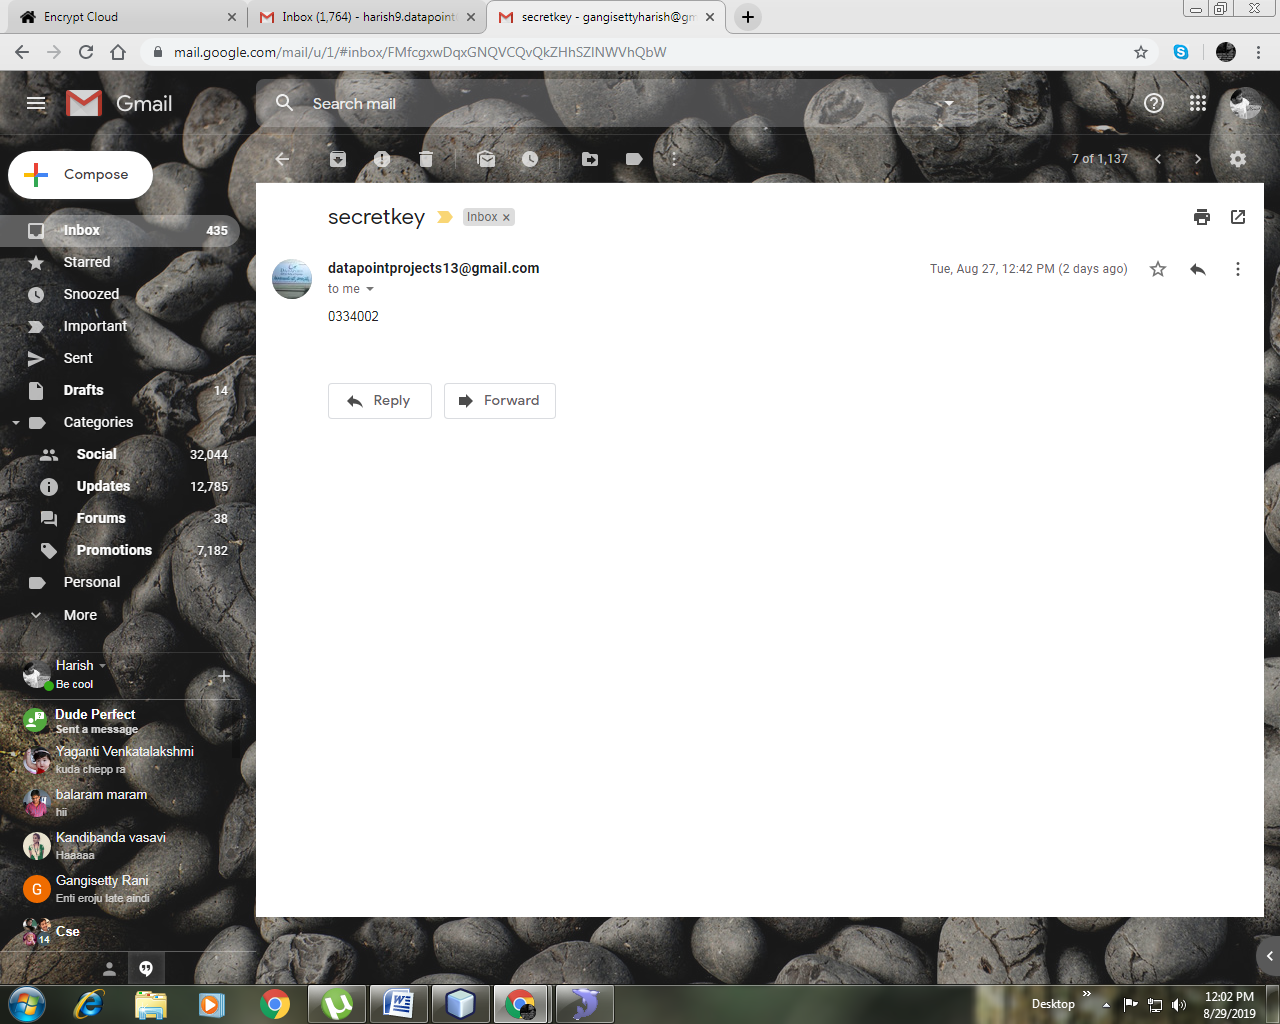 Encrypt Cloud
Inbox (1,764) - harish9.datapoint
secretkey - gangisettyharish@gm
mail.google.com/mail/u/1/#inbox/FMfcgxwDqxGNQVCQvQkZHhSZlNWVhQbW
Gmail
Search mail
Compose
7 of 1,137
Inbox 435
Starred
Snoozed
Important
Sent
Drafts 14
Categories
Social 32,044
Updates 12,785
Forums 38
Promotions 7,182
Personal
More
secretkey
Inbox x
datapointprojects13@gmail.com
Tue, Aug 27, 12:42 PM (2 days ago)
to me
0334002
Reply
Forward
Harish
Be cool
Dude Perfect
Sent a message
Yaganti Venkatalakshmi
kuda chepp ra
balaram maram
hii
Kandibanda vasavi
Haaaaa
G
Gangisetty Rani
Enti eroju late aindi
Cse
14
Desktop
12:02 PM
8/29/2019